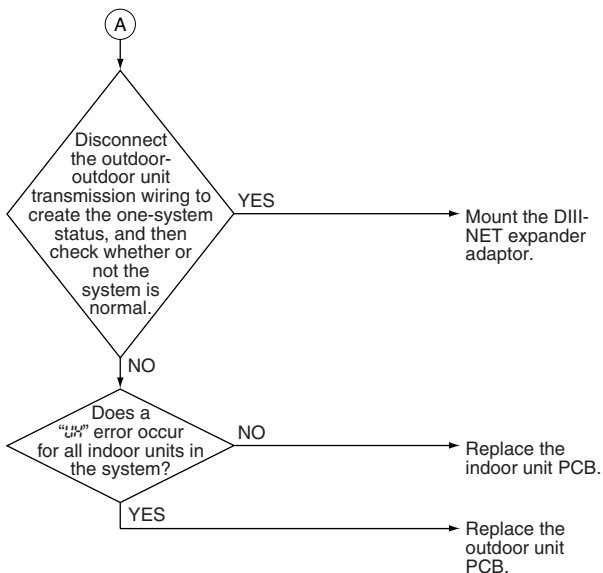 A
Disconnect
the outdoor-
outdoor unit
transmission wiring to
create the one-system
status, and then
check whether or
not the
system is
normal.
YES
Mount the DIII-
NET expander
adaptor.
NO
Does a
“UH” error occur
for all indoor units in
the system?
NO
Replace the
indoor unit PCB.
YES
Replace the
outdoor unit
PCB.